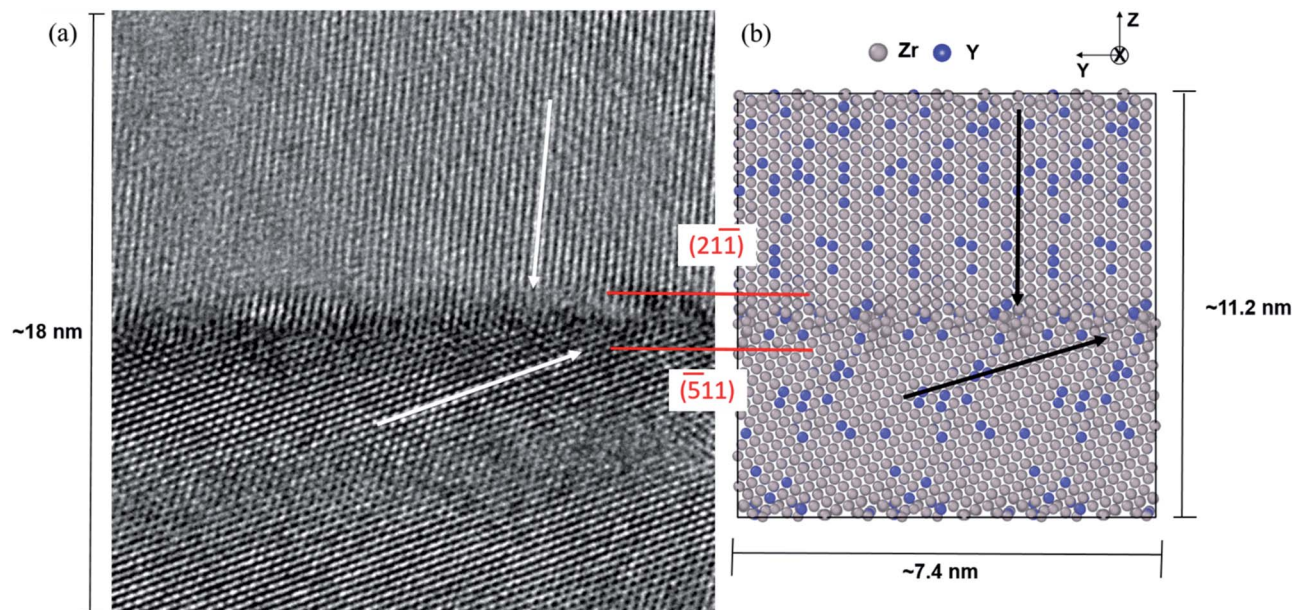 (a)
(b)
Zr
Y
Z
Y
X
(21̅1̅)
(5̅11)
~18 nm
~11.2 nm
~7.4 nm